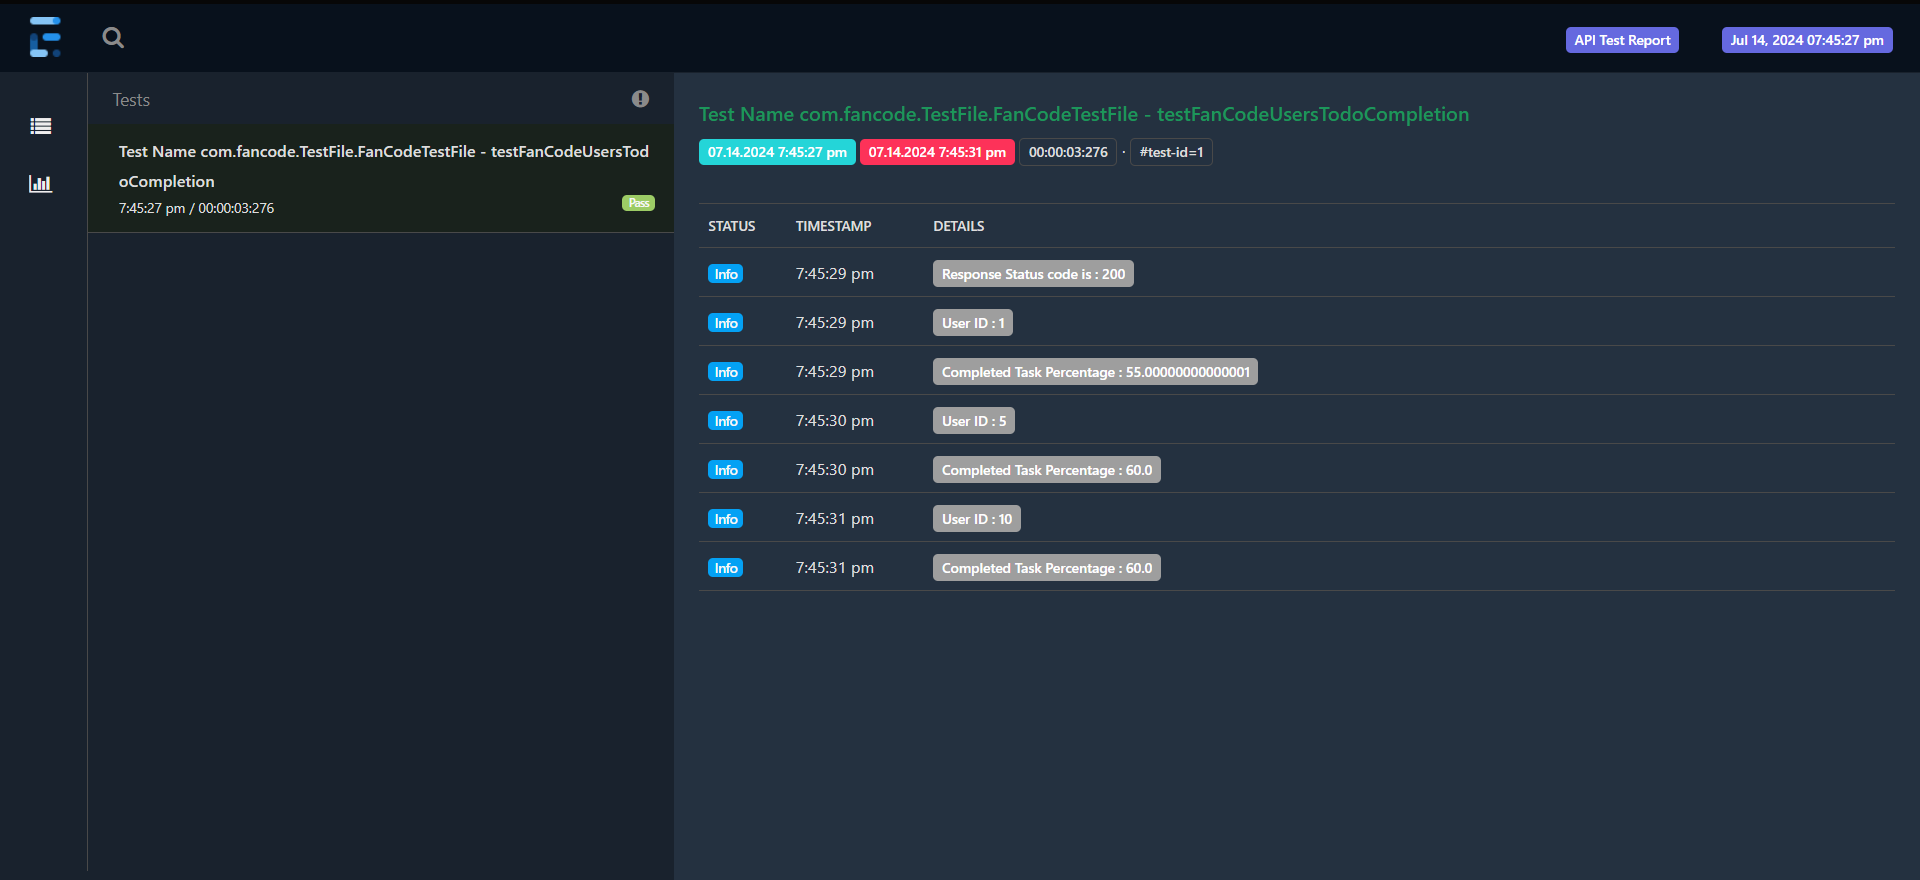 API Test Report
Jul 14, 2024 07:45:27 pm
Tests
Test Name com.fancode.TestFile.FanCodeTestFile - testFanCodeUsersTod
oCompletion
7:45:27 pm / 00:00:03:276
Pass
Test Name com.fancode.TestFile.FanCodeTestFile - testFanCodeUsersTodoCompletion
07.14.2024 7:45:27 pm 07.14.2024 7:45:31 pm 00:00:03:276 · #test-id=1
STATUS TIMESTAMP DETAILS
Info 7:45:29 pm Response Status code is : 200
Info 7:45:29 pm User ID : 1
Info 7:45:29 pm Completed Task Percentage : 55.00000000000001
Info 7:45:30 pm User ID : 5
Info 7:45:30 pm Completed Task Percentage : 60.0
Info 7:45:31 pm User ID : 10
Info 7:45:31 pm Completed Task Percentage : 60.0